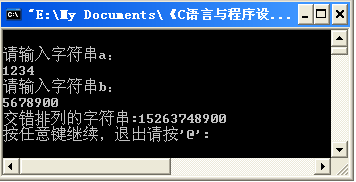 "E:\My Documents\《C语言与程序设...
请输入字符串a:
1234
请输入字符串b:
5678900
交错排列的字符串:15263748900
按任意键继续，退出请按'@':